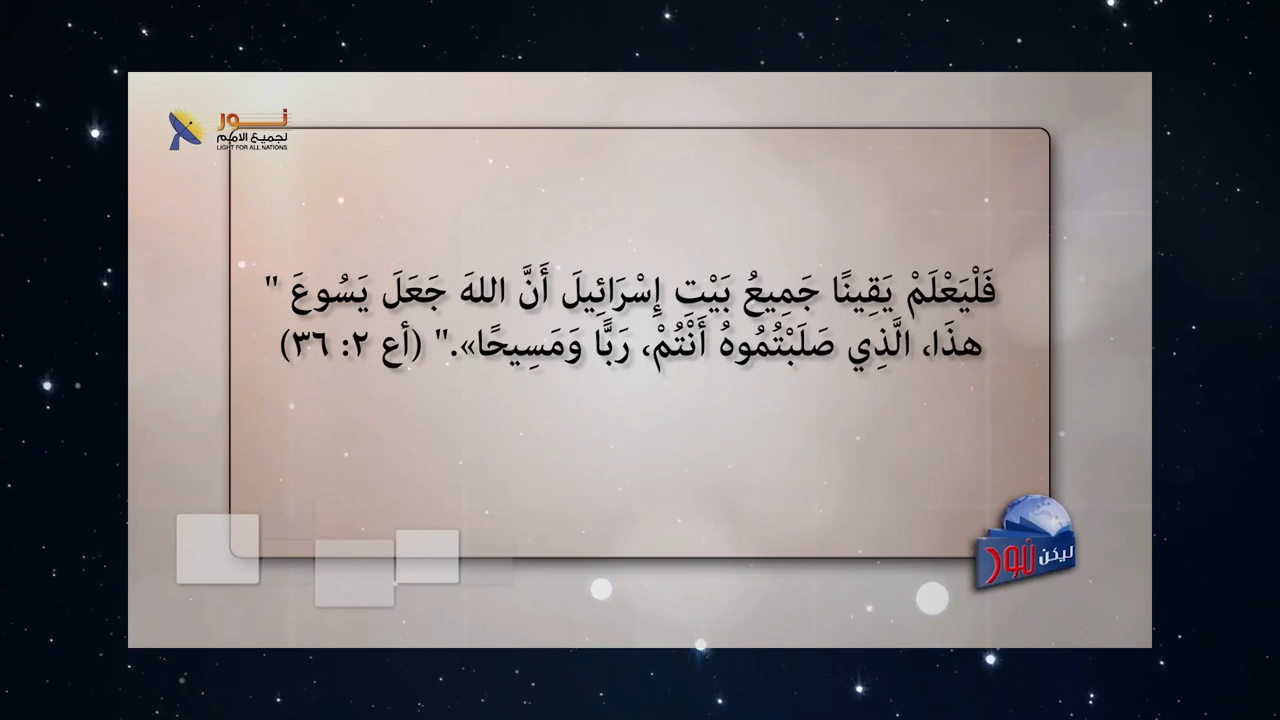 نـور
لجميع الامم
LIGHT FOR ALL NATIONS
فَلْيَعْلَمْ يَقِينًا جَمِيعُ بَيْتِ إِسْرَائِيلَ أَنَّ اللهَ جَعَلَ يَسُوعَ "
هذَا، الَّذِي صَلَبْتُمُوهُ أَنْتُمْ، رَبًّا وَمَسِيحًا»." (أع ٢: ٣٦)
ليكن نور